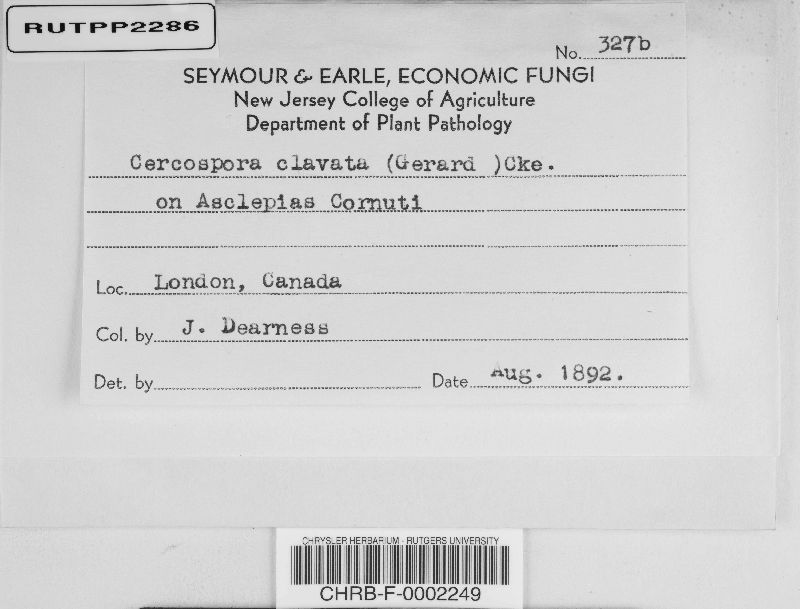 RUTPP2286
No. 327b
SEYMOUR & EARLE, ECONOMIC FUNGI
New Jersey College of Agriculture
Department of Plant Pathology
Cercospora clavata (Gerard )Cke.
on Asclepias Cornuti
Loc. London, Canada
Col. by J. Dearness
Det. by
Date Aug. 1892.
CHRYSLER HERBARIUM - RUTGERS UNIVERSITY
CHRB-F-0002249